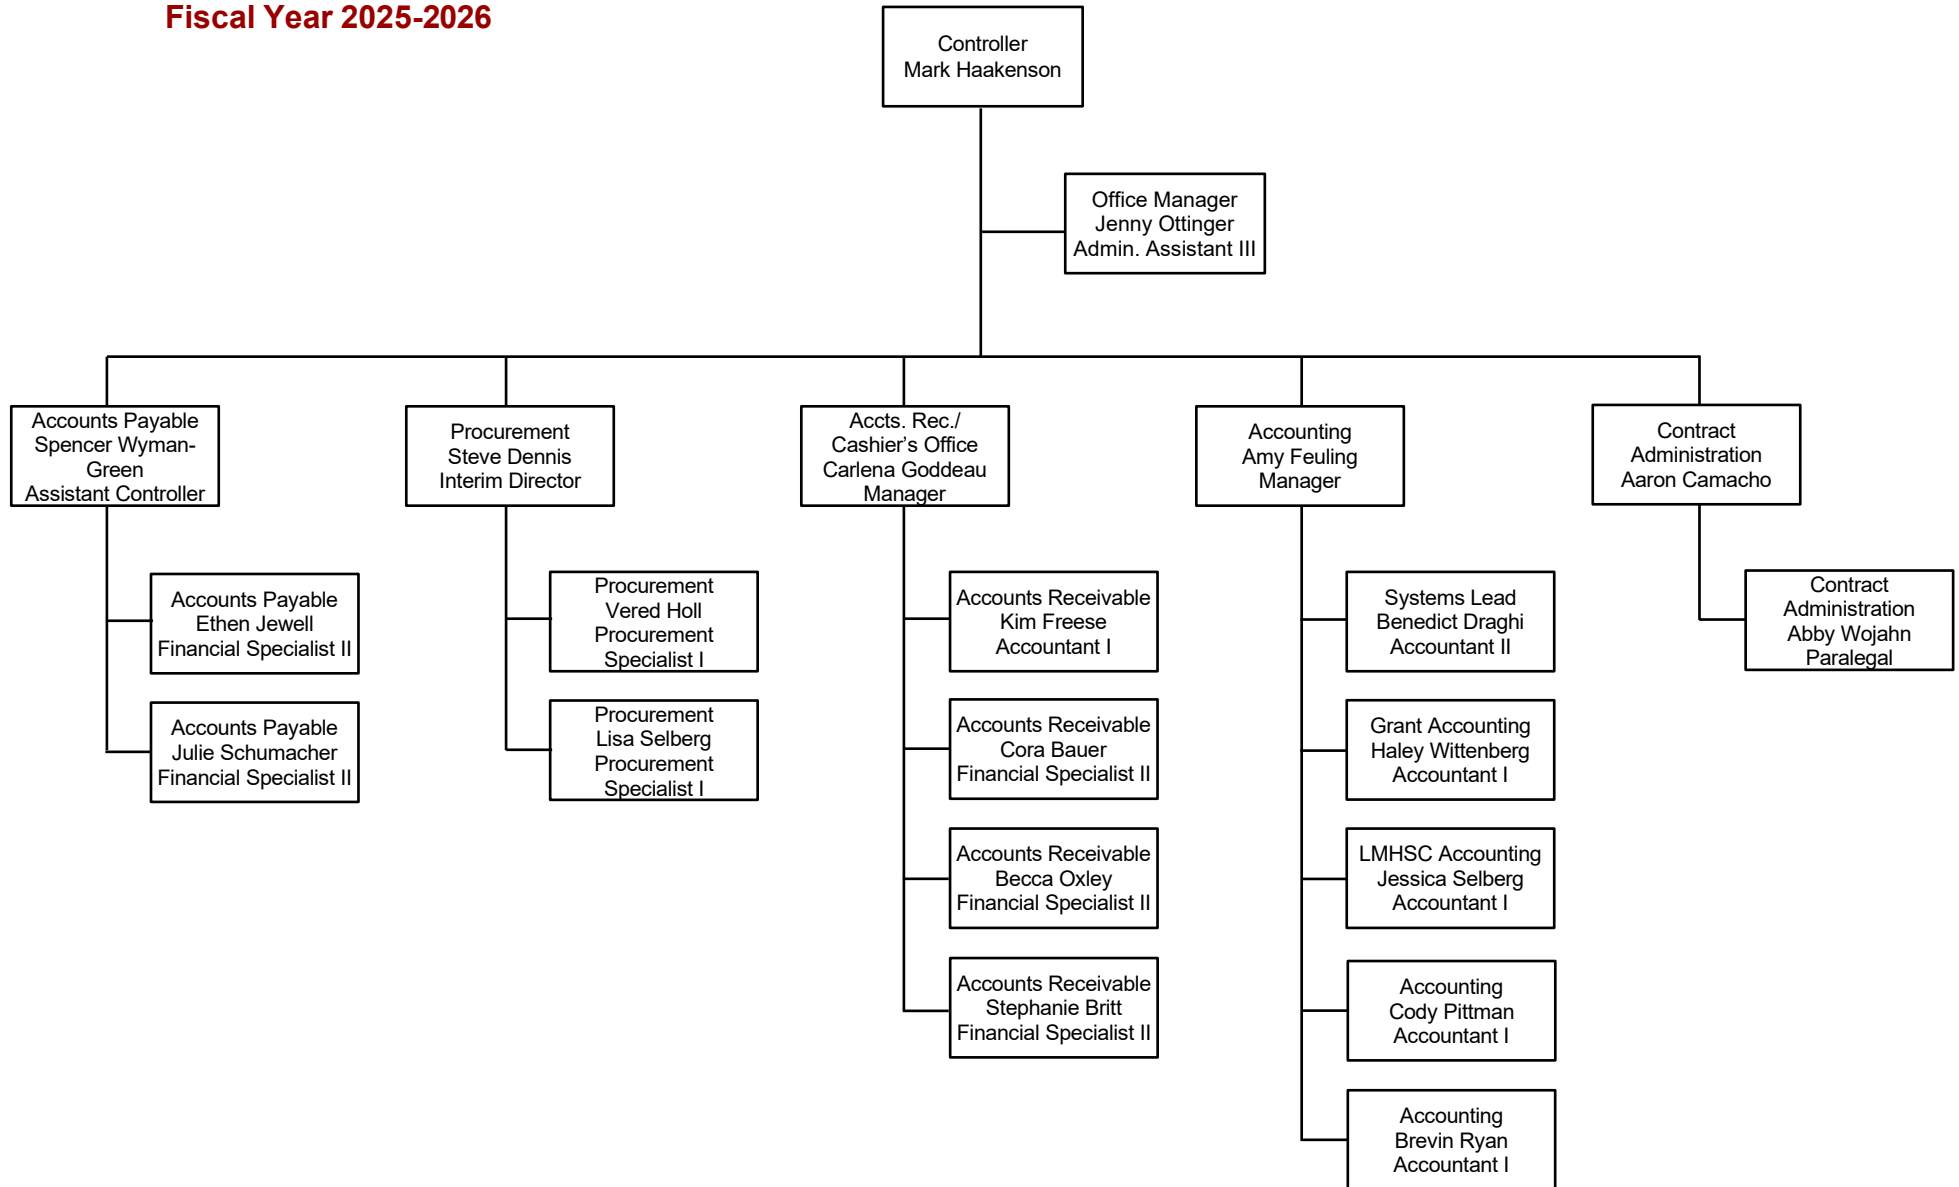 Fiscal Year 2025-2026
Controller
Mark Haakenson
Office Manager
Jenny Ottinger
Admin. Assistant III
Accounts Payable
Spencer Wyman-
Green
Assistant Controller
Procurement
Steve Dennis
Interim Director
Accts. Rec./
Cashier’s Office
Carlena Goddeau
Manager
Accounting
Amy Feuling
Manager
Contract
Administration
Aaron Camacho
Accounts Payable
Ethen Jewell
Financial Specialist II
Accounts Payable
Julie Schumacher
Financial Specialist II
Procurement
Vered Holl
Procurement
Specialist I
Procurement
Lisa Selberg
Procurement
Specialist I
Accounts Receivable
Kim Freese
Accountant I
Accounts Receivable
Cora Bauer
Financial Specialist II
Accounts Receivable
Becca Oxley
Financial Specialist II
Accounts Receivable
Stephanie Britt
Financial Specialist II
Systems Lead
Benedict Draghi
Accountant II
Grant Accounting
Haley Wittenberg
Accountant I
LMHSC Accounting
Jessica Selberg
Accountant I
Accounting
Cody Pittman
Accountant I
Accounting
Brevin Ryan
Accountant I
Contract
Administration
Abby Wojahn
Paralegal